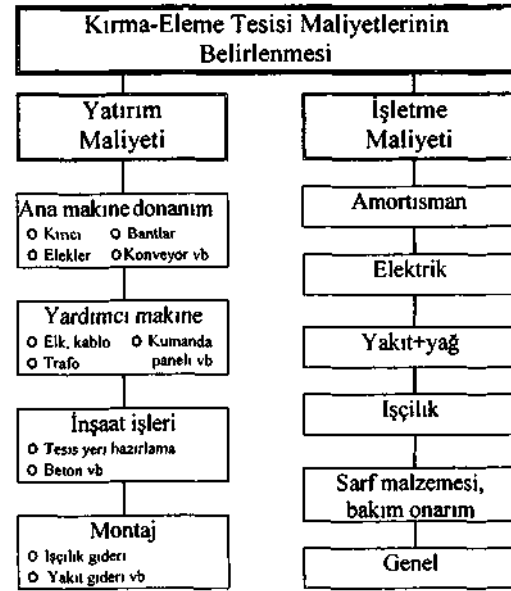 Kırma-Eleme Tesisi Maliyetlerinin
Belirlenmesi
Yatırım
Maliyeti
Ana makine donanım
O Kırıcı O Bantlar
O Elekler O Konveyör vb
Yardımcı makine
O Elk. kablo O Kumanda
O Trafo paneli vb
İnşaat işleri
O Tesis yeri hazırlama
O Beton vb
Montaj
O İşçilik gideri
O Yakıt gideri vb
İşletme
Maliyeti
Amortisman
Elektrik
Yakıt+yağ
İşçilik
Sarf malzemesi,
bakım onarım
Genel